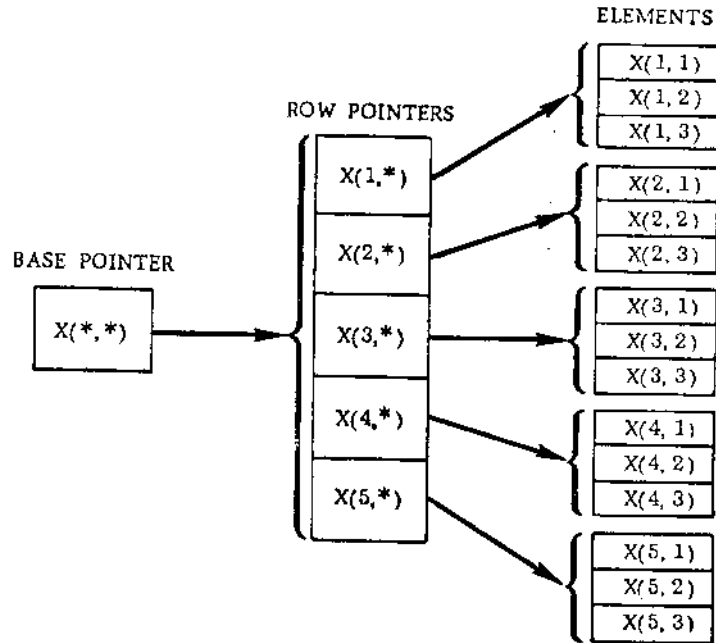 ELEMENTS
X(1, 1)
X(1, 2)
X(1, 3)
ROW POINTERS
X(1,*)
X(2,*)
X(3,*)
X(4,*)
X(5,*)
X(2, 1)
X(2, 2)
X(2, 3)
BASE POINTER
X(*,*)
X(3, 1)
X(3, 2)
X(3, 3)
X(4, 1)
X(4, 2)
X(4, 3)
X(5, 1)
X(5, 2)
X(5, 3)